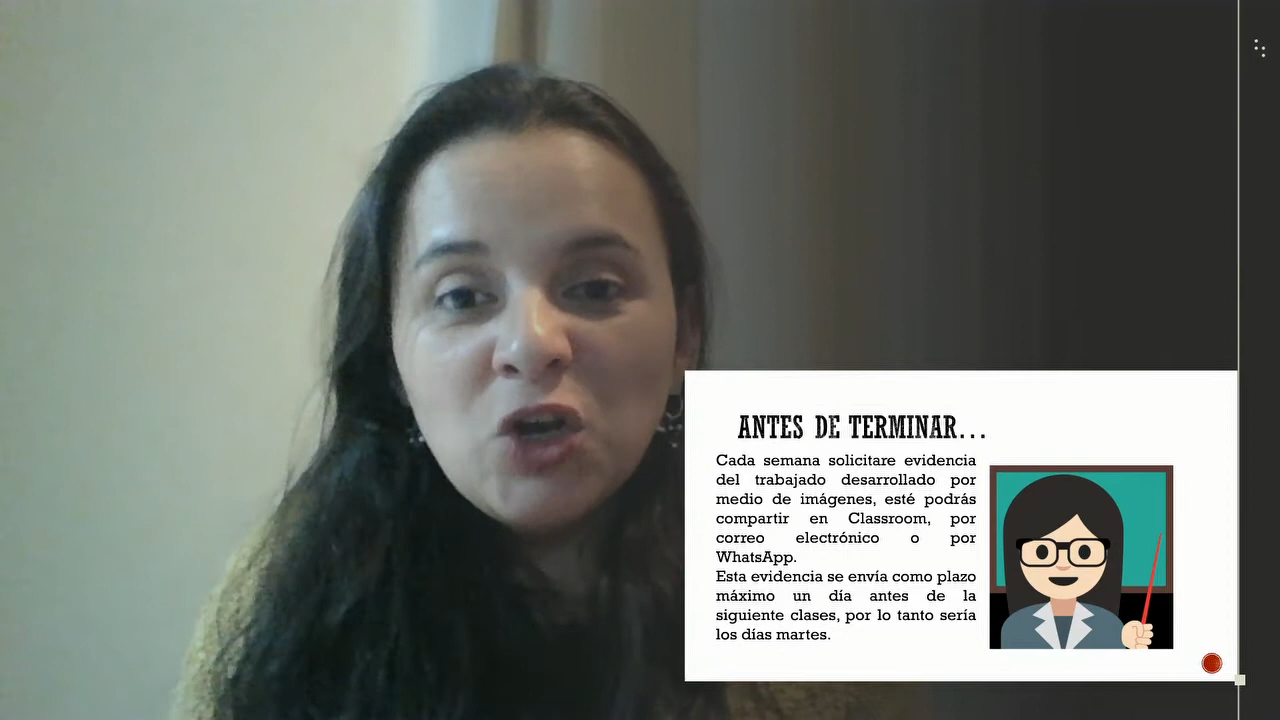 ANTES DE TERMINAR...
Cada semana solicitare evidencia
del trabajado desarrollado por
medio de imágenes, esté podrás
compartir en Classroom, por
correo electrónico o por
WhatsApp.
Esta evidencia se envía como plazo
máximo un día antes de la
siguiente clases, por lo tanto sería
los días martes.